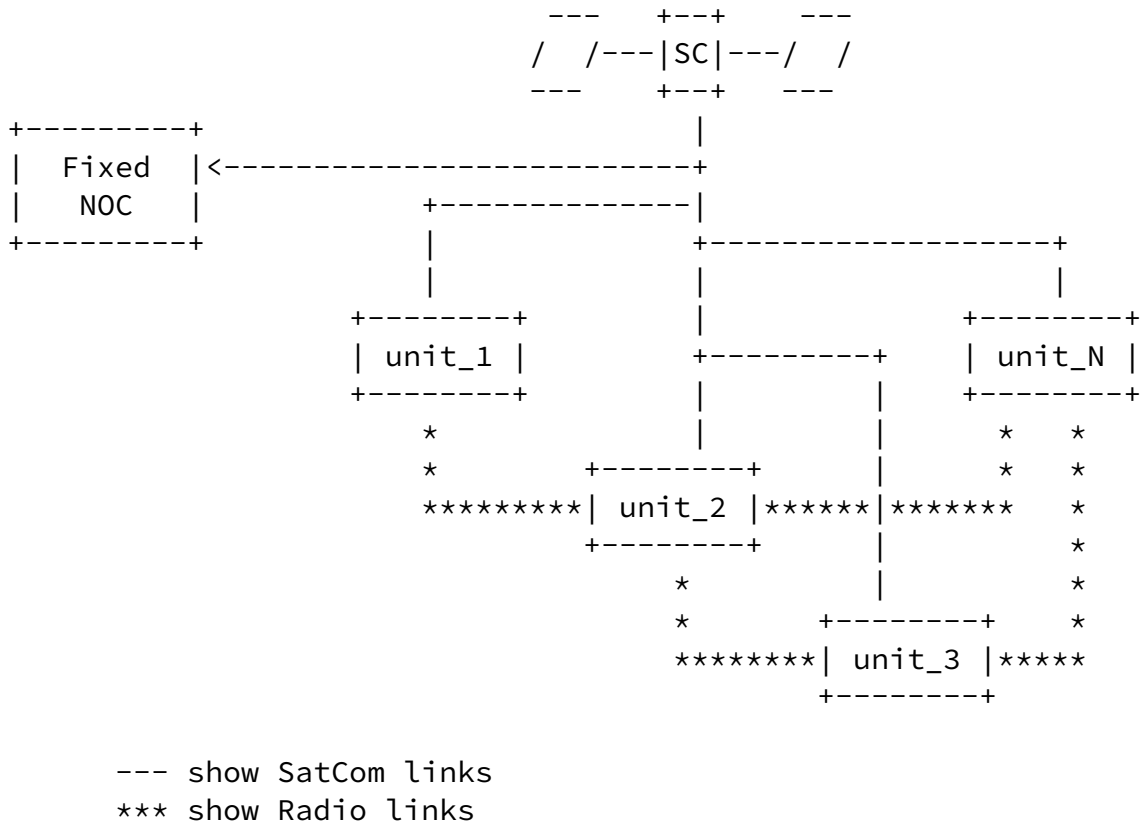 SC
Fixed
NOC
unit_1
unit_N
unit_2
unit_3
--- show SatCom links
*** show Radio links